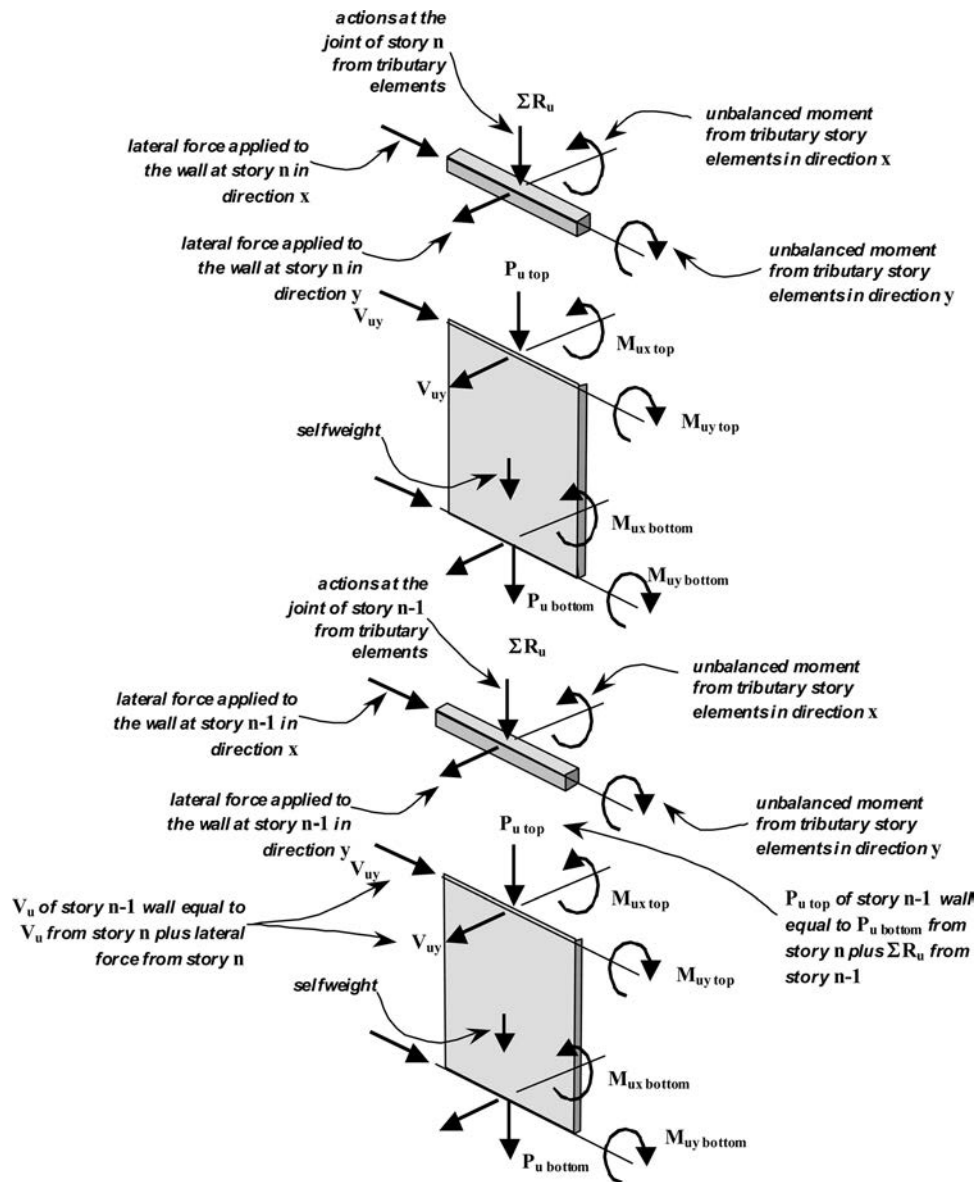 actions at the
joint of story n
from tributary
elements
ΣRu
unbalanced moment
from tributary story
elements in direction x
lateral force applied to
the wall at story n in
direction x
lateral force applied to
the wall at story n in
direction y
unbalanced moment
from tributary story
elements in direction y
Pu top
Vuy
Mux top
Vuy
Muy top
selfweight
Mux bottom
Muy bottom
Pu bottom
actions at the
joint of story n-1
from tributary
elements
ΣRu
unbalanced moment
from tributary story
elements in direction x
lateral force applied to
the wall at story n-1 in
direction x
lateral force applied to
the wall at story n-1 in
direction y
unbalanced moment
from tributary story
elements in direction y
Pu top
Vuy
Mux top
Vu of story n-1 wall equal to
Vu from story n plus lateral
force from story n
Pu top of story n-1 wall
equal to Pu bottom from
story n plus ΣRu from
story n-1
Vuy
Muy top
selfweight
Mux bottom
Muy bottom
Pu bottom